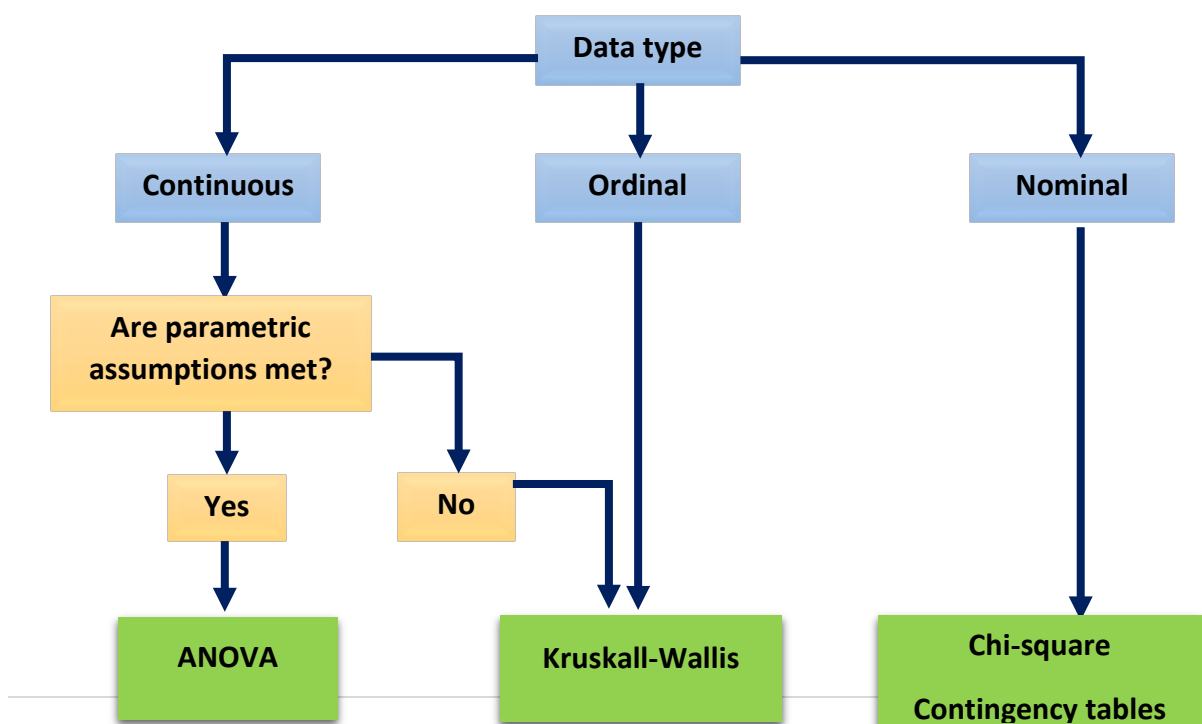 Data type
Continuous
Ordinal
Nominal
Are parametric
assumptions met?
Yes
No
ANOVA
Kruskall-Wallis
Chi-square
Contingency tables